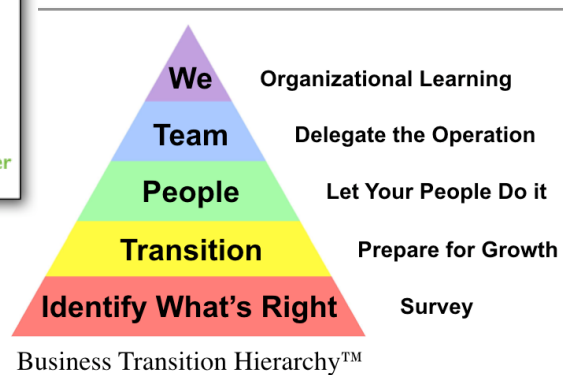 We Organizational Learning
Team Delegate the Operation
er
People Let Your People Do it
Transition Prepare for Growth
Identify What's Right Survey
Business Transition Hierarchy™